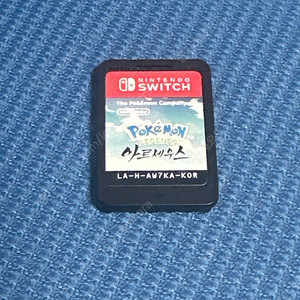 NINTENDO
SWITCH
The Pokémon Company
POKéMON
LEGENDS
아르세우스
LA-H-AW7KA-KOR